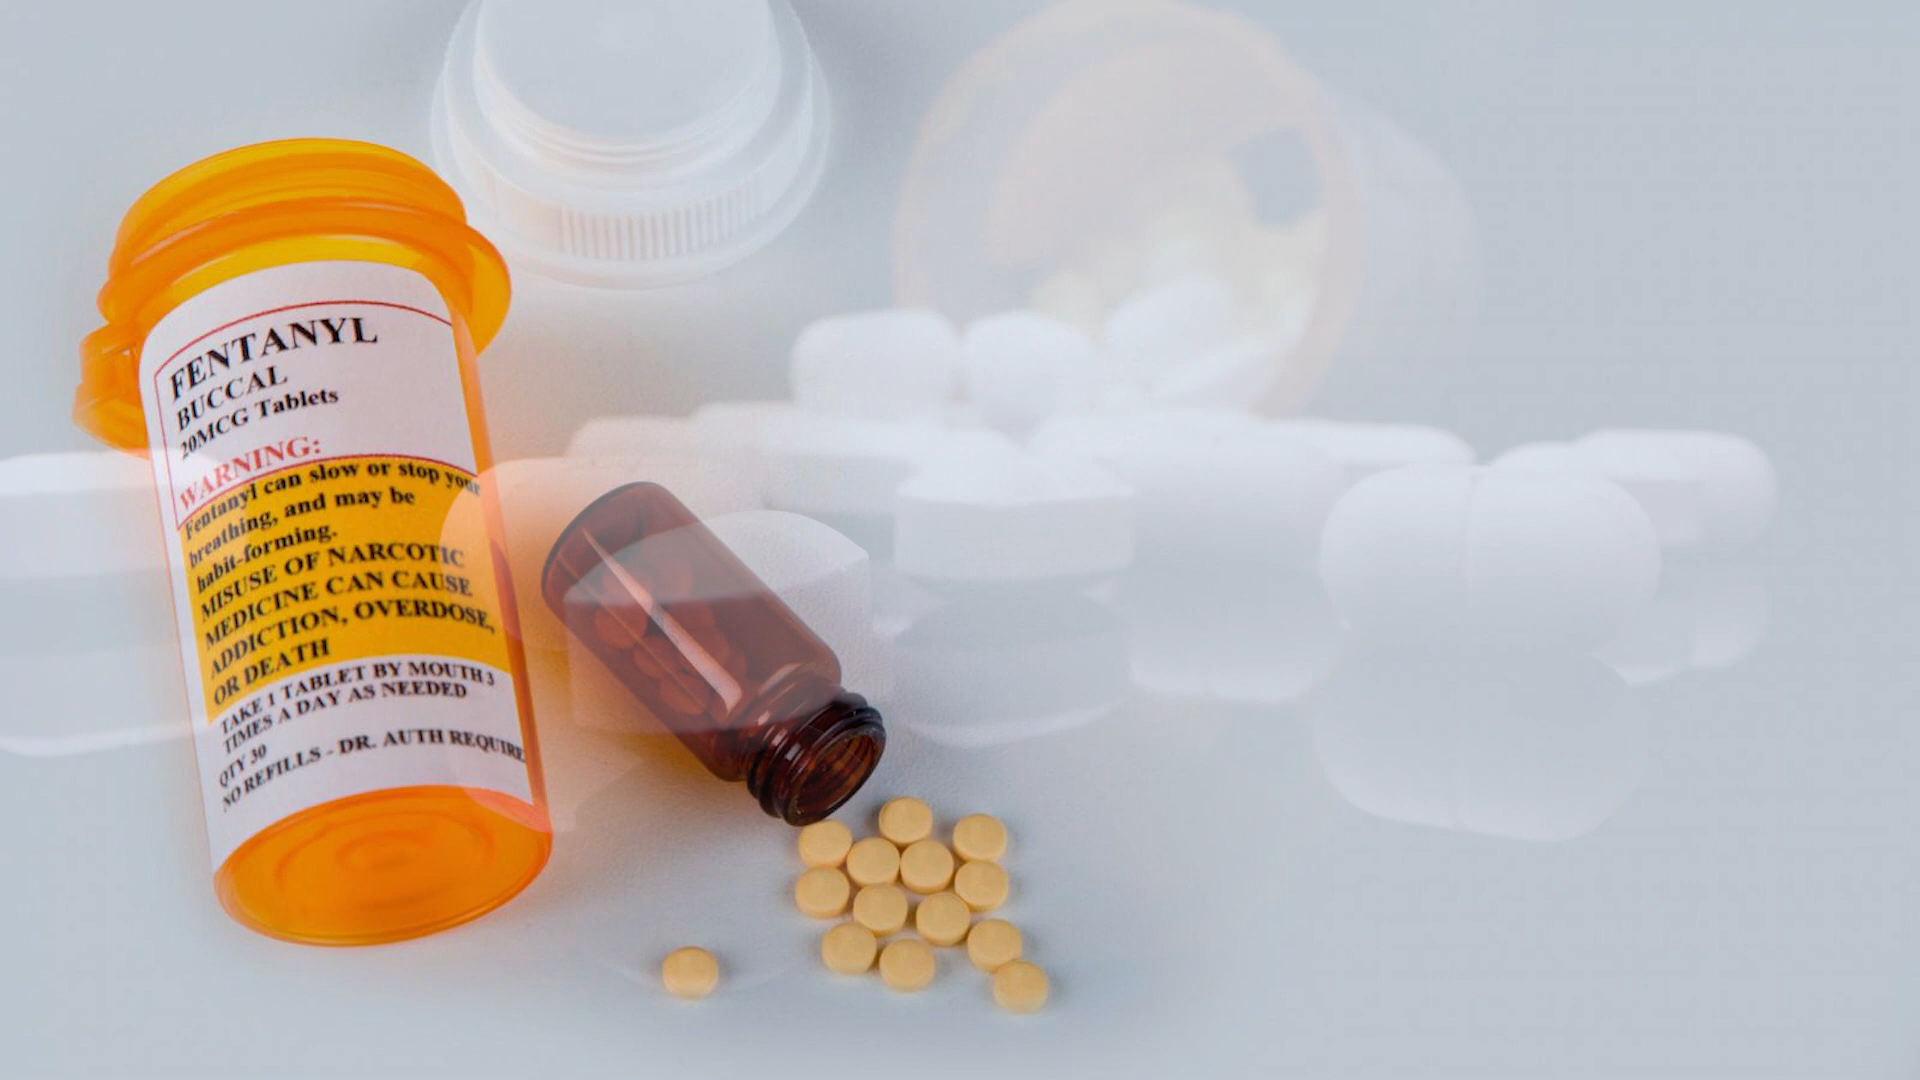 FENTANYL
BUCCAL
20MCG Tablets
WARNING:
Fentanyl can slow or stop your
breathing, and may be
habit-forming.
MISUSE OF NARCOTIC
MEDICINE CAN CAUSE
ADDICTION, OVERDOSE,
OR DEATH
TAKE 1 TABLET BY MOUTH 3
TIMES A DAY AS NEEDED
QTY 30
NO REFILLS - DR. AUTH REQUIRE